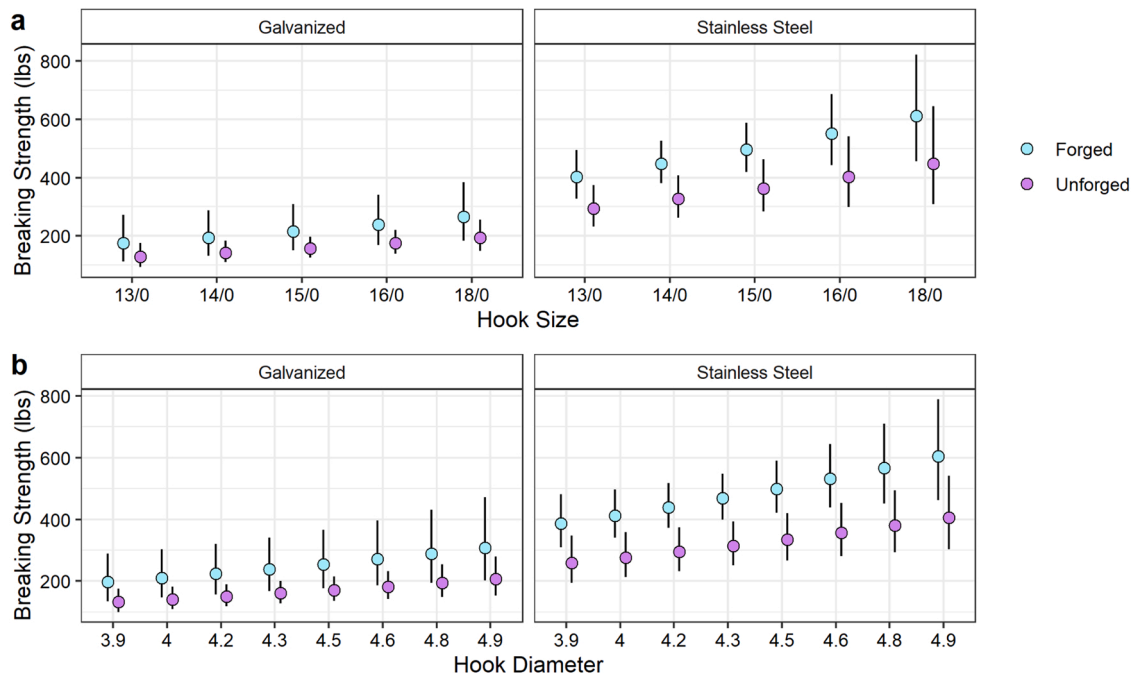 a
Galvanized
Stainless Steel
Breaking Strength (lbs)
800
600
400
200
13/0 14/0 15/0 16/0 18/0
13/0 14/0 15/0 16/0 18/0
Hook Size
Forged
Unforged
b
Galvanized
Stainless Steel
Breaking Strength (lbs)
800
600
400
200
3.9 4 4.2 4.3 4.5 4.6 4.8 4.9
3.9 4 4.2 4.3 4.5 4.6 4.8 4.9
Hook Diameter